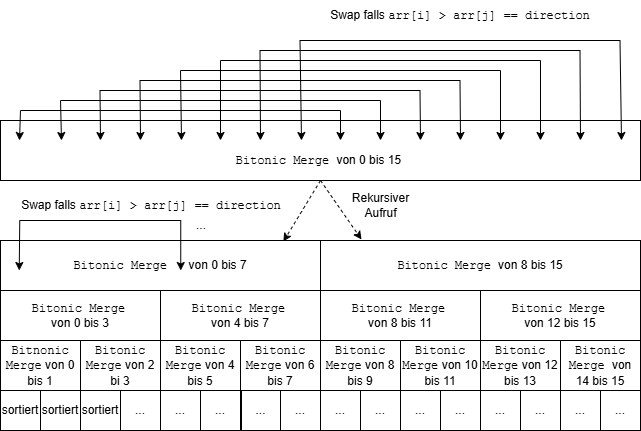 Swap falls arr[i] > arr[j] == direction
Bitonic Merge von 0 bis 15
Swap falls arr[i] > arr[j] == direction
...
Rekursiver
Aufruf
Bitonic Merge von 0 bis 7
Bitonic Merge von 8 bis 15
Bitonic Merge
von 0 bis 3
Bitonic Merge
von 4 bis 7
Bitonic Merge
von 8 bis 11
Bitonic Merge
von 12 bis 15
Bitnonic
Merge von 0
bis 1
Bitonic
Merge von 2
bi 3
Bitonic
Merge von 4
bis 5
Bitonic
Merge von 6
bis 7
Bitonic
Merge von 8
bis 9
Bitonic
Merge von 10
bis 11
Bitonic
Merge von 12
bis 13
Bitonic
Merge von
14 bis 15
sortiert
sortiert
sortiert
...
...
...
...
...
...
...
...
...
...
...
...
...